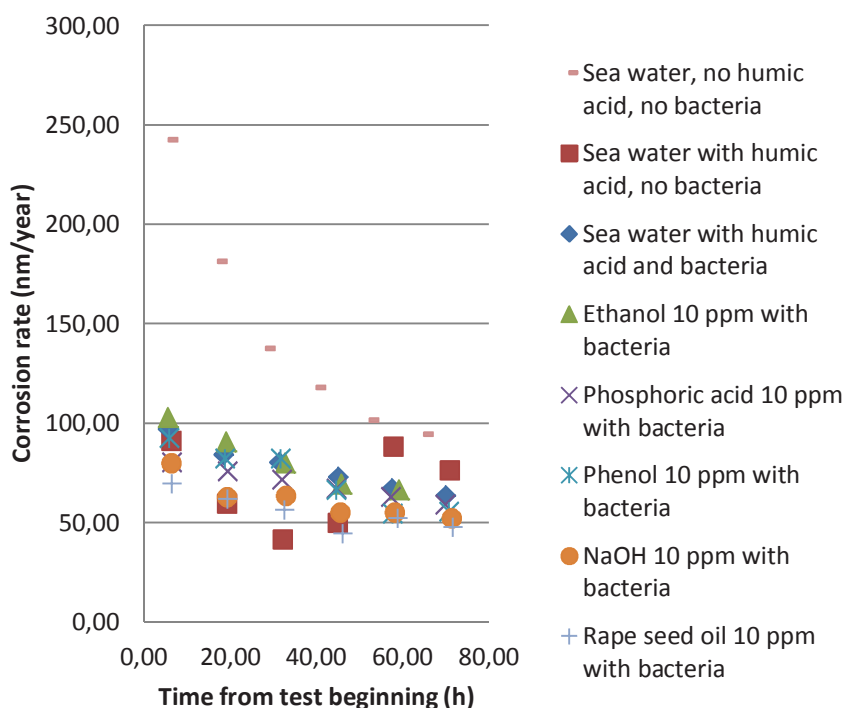 300,00
250,00
200,00
150,00
100,00
50,00
0,00
0,00 20,00 40,00 60,00 80,00
Corrosion rate (nm/year)
Time from test beginning (h)
Sea water, no humic
acid, no bacteria
Sea water with humic
acid, no bacteria
Sea water with humic
acid and bacteria
Ethanol 10 ppm with
bacteria
Phosphoric acid 10 ppm
with bacteria
Phenol 10 ppm with
bacteria
NaOH 10 ppm with
bacteria
Rape seed oil 10 ppm
with bacteria